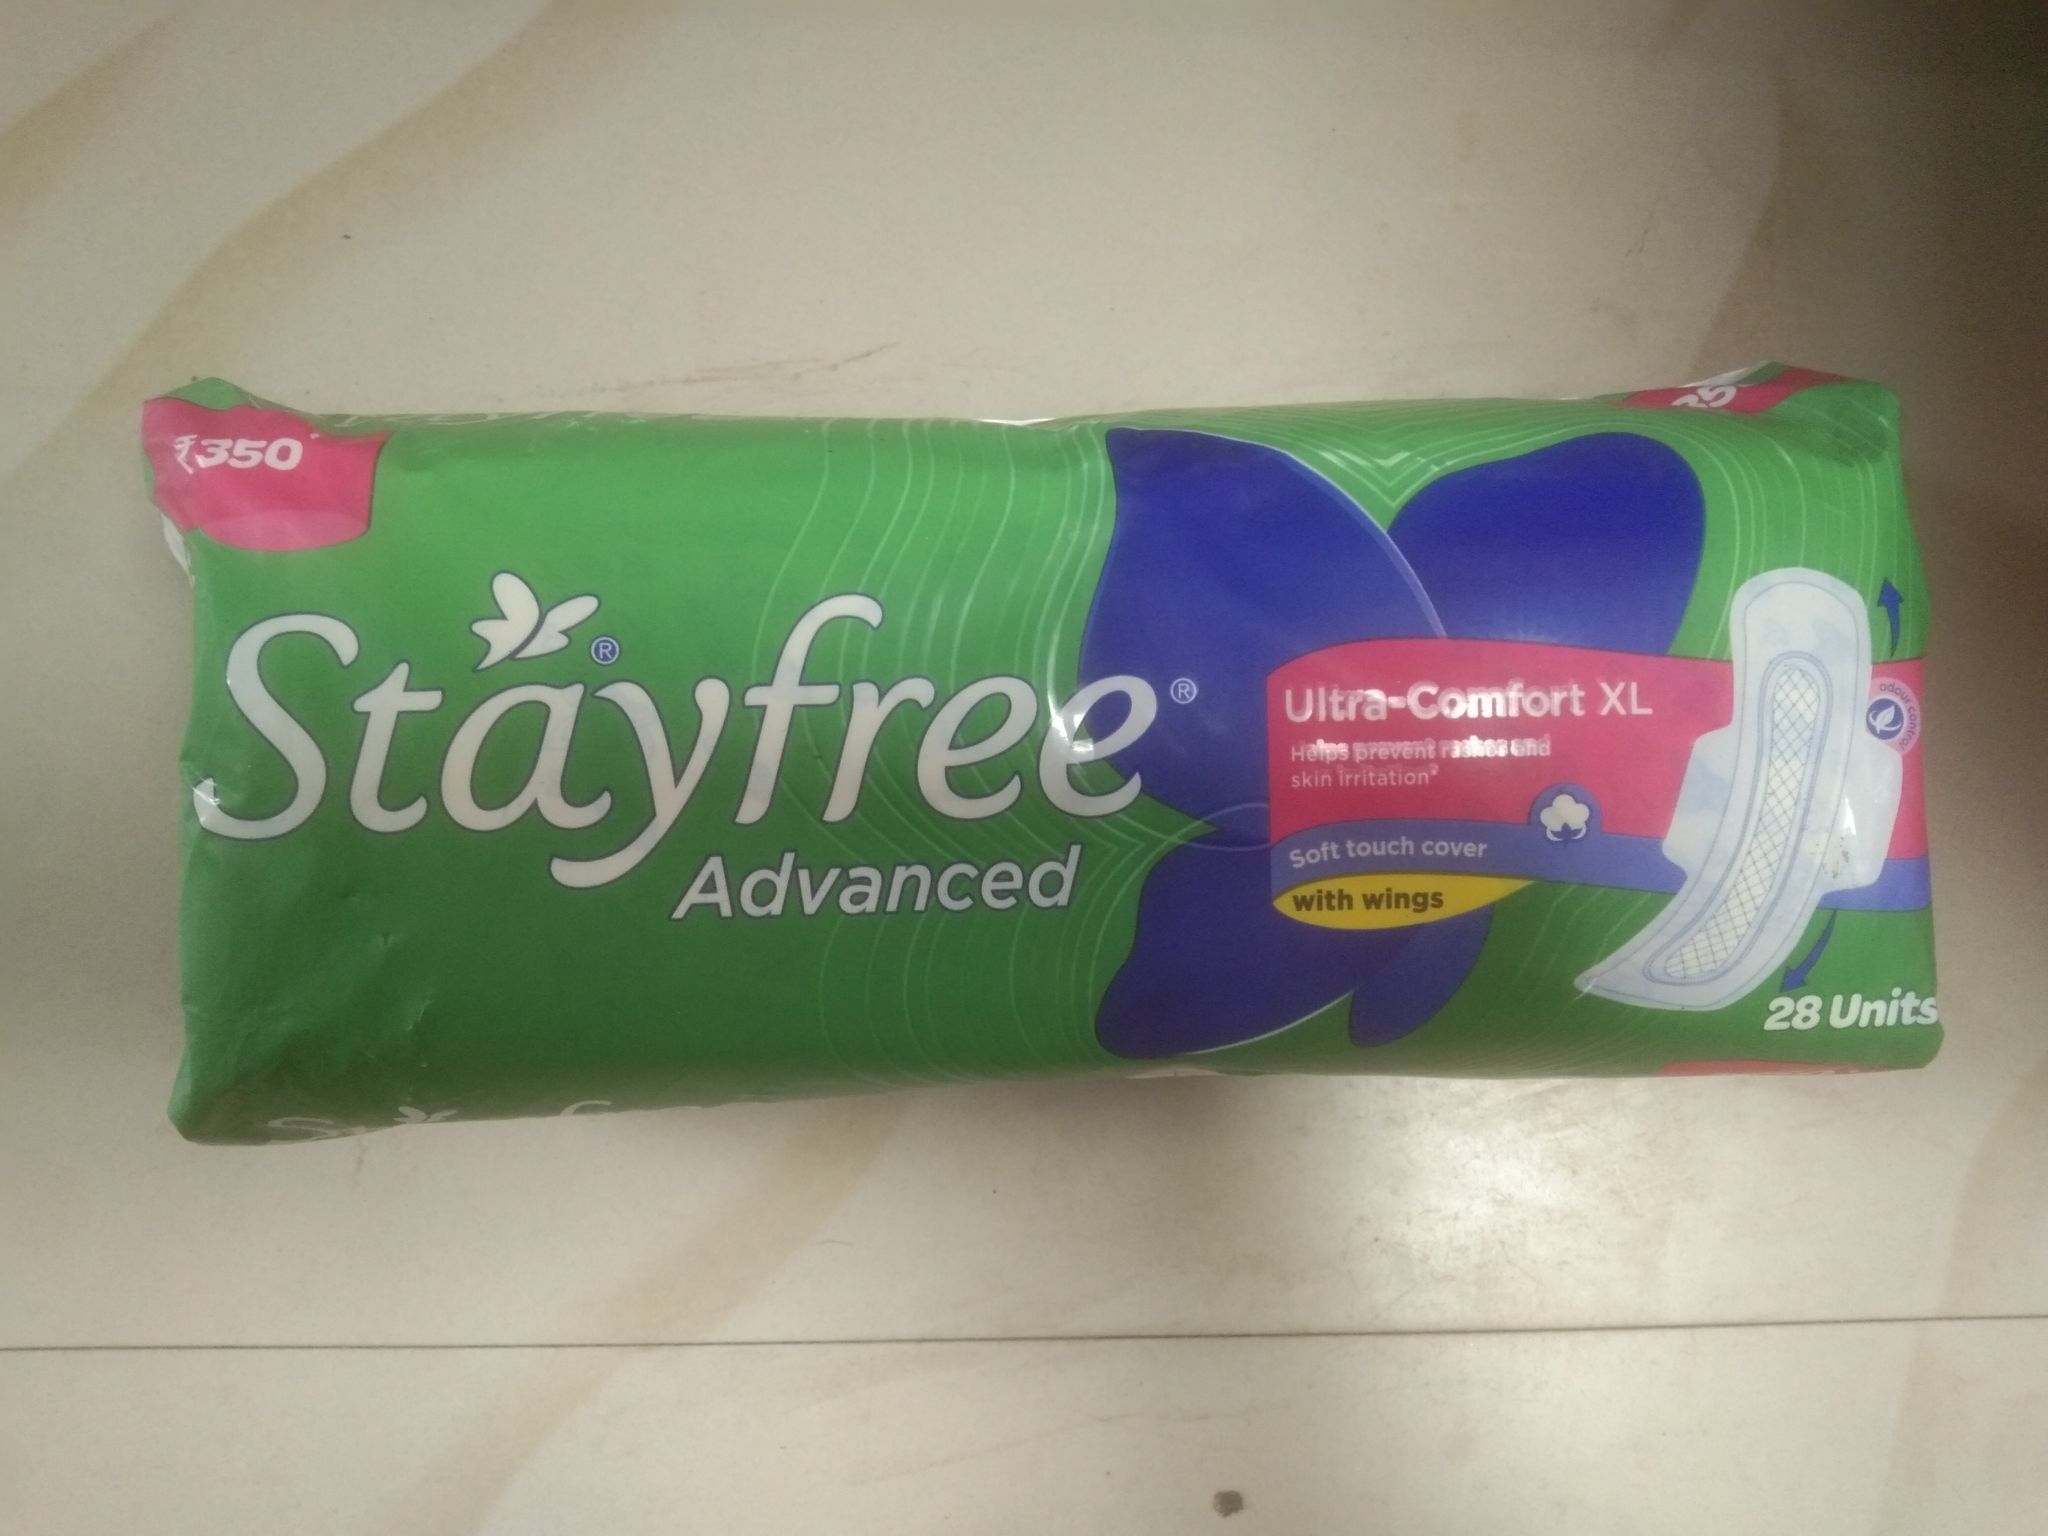 ₹350
Stayfree®
®
Advanced
Ultra-Comfort XL
Helps prevent rashes and
skin irritation*
Soft touch cover
with wings
odour control
28 Units